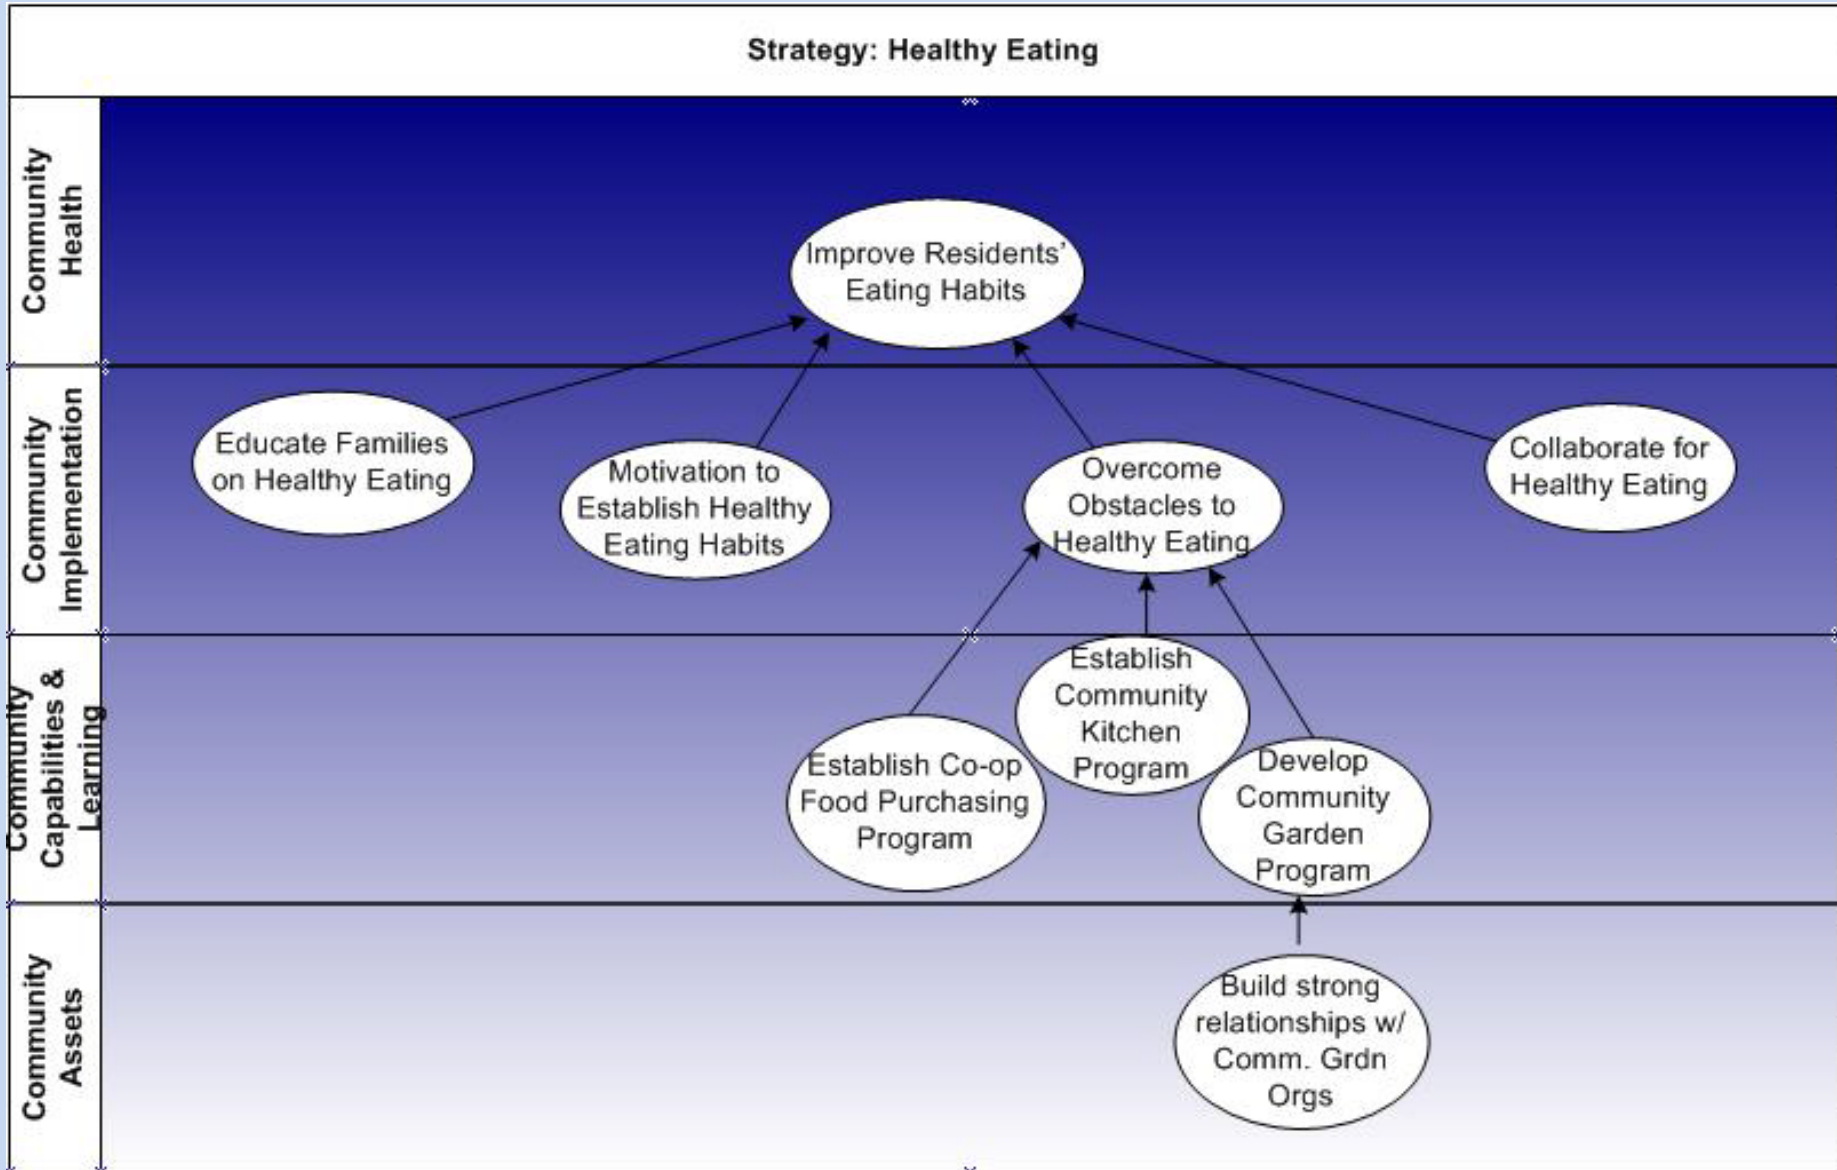 Strategy: Healthy Eating
Community
Health
Improve Residents’
Eating Habits
Community
Implementation
Educate Families
on Healthy Eating
Motivation to
Establish Healthy
Eating Habits
Overcome
Obstacles to
Healthy Eating
Collaborate for
Healthy Eating
Community
Capabilities &
Learning
Establish Co-op
Food Purchasing
Program
Establish
Community
Kitchen
Program
Develop
Community
Garden
Program
Community
Assets
Build strong
relationships w/
Comm. Grdn
Orgs